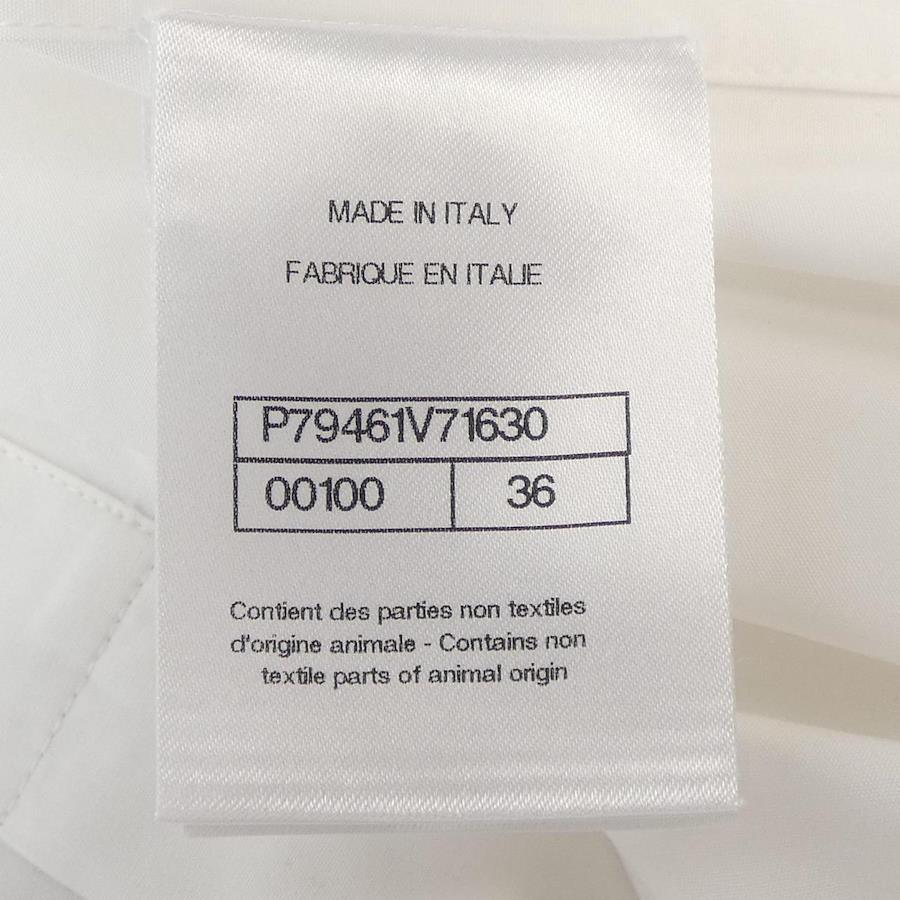 MADE IN ITALY
FABRIQUE EN ITALIE
P79461V71630
00100 36
Contient des parties non textiles
d'origine animale - Contains non
textile parts of animal origin